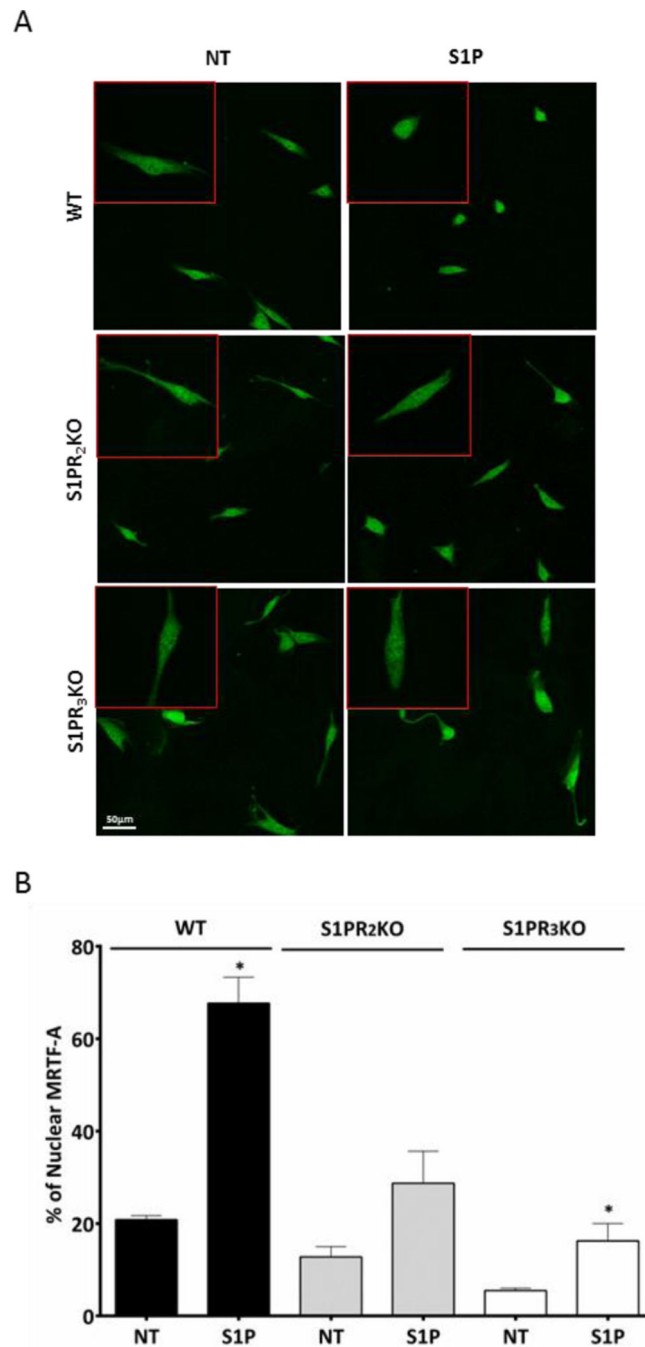 A
NT S1P
WT
S1PR₂KO
S1PR₃KO
50μm
B
WT S1PR2KO S1PR3KO
% of Nuclear MRTF-A
80
60
40
20
0
*
*
NT S1P NT S1P NT S1P